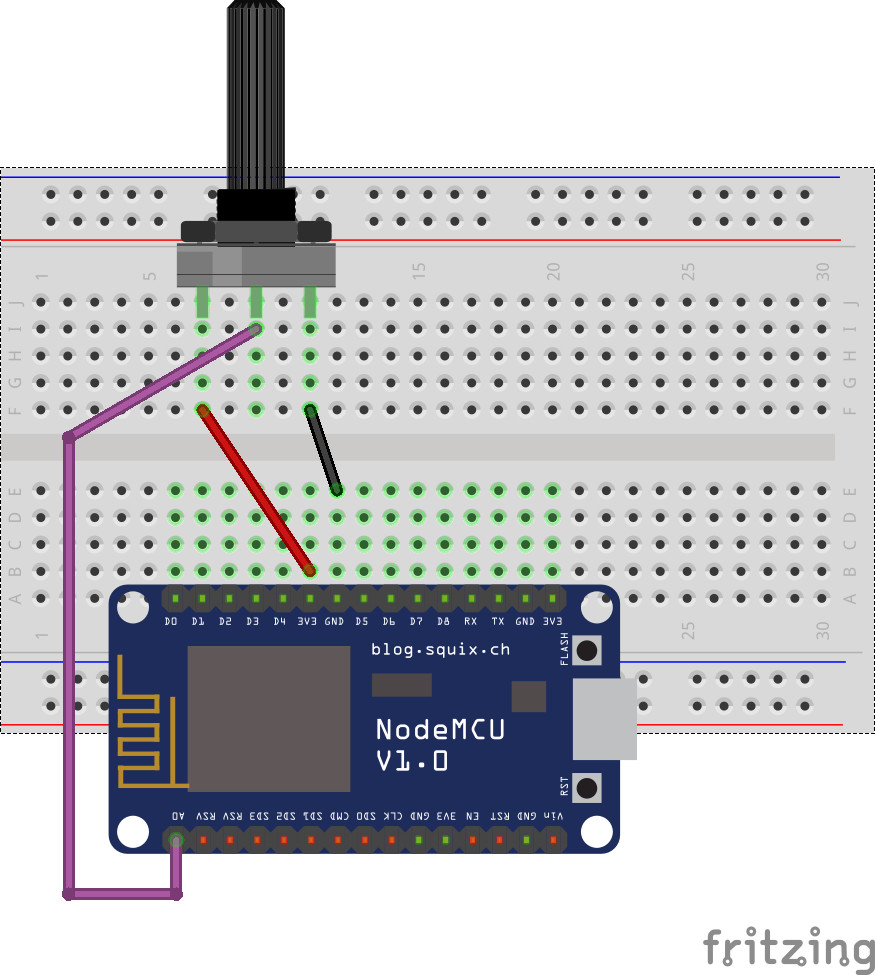 1 5 15 20 25 30
J J
I I
H H
G G
F F
E E
D D
C C
B B
A A
D0 D1 D2 D3 D4 3V3 GND D5 D6 D7 D8 RX TX GND 3V3
1 25 30
FLASH
blog.squix.ch
NodeMCU
V1.0
RST
A0 RSV RSV SD3 SD2 SD1 CMD SD0 CLK GND 3V3 EN RST GND Vin
fritzing